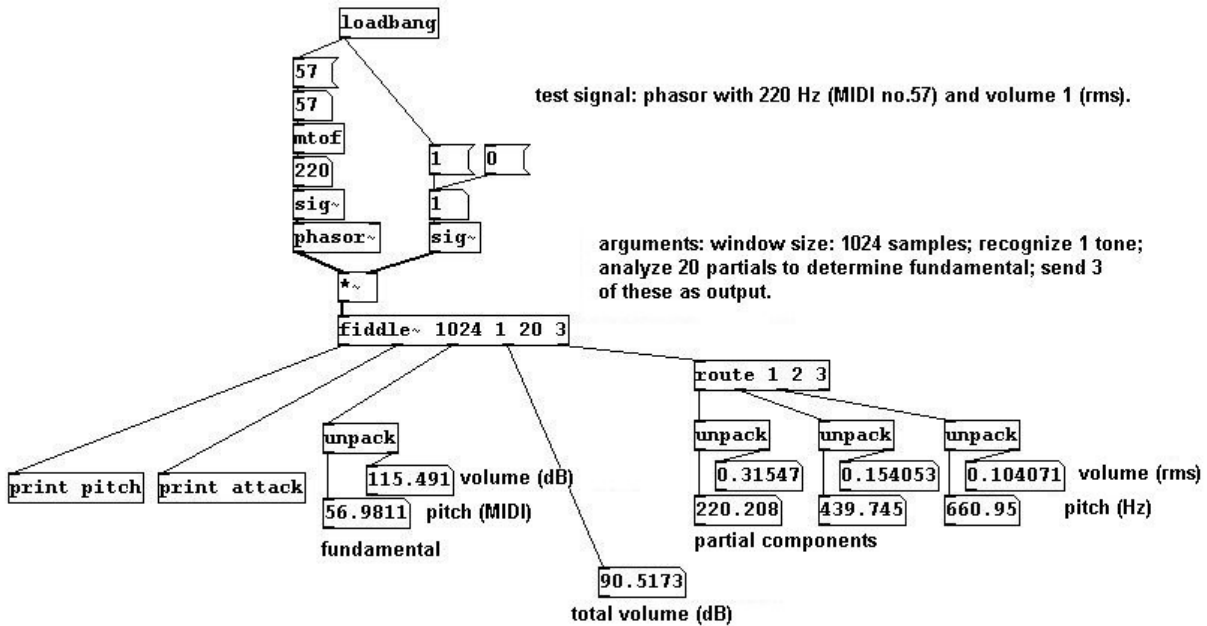 loadbang
57
test signal: phasor with 220 Hz (MIDI no.57) and volume 1 (rms).
57
mtof
1 0
220
sig~ 1
phasor~ sig~
arguments: window size: 1024 samples; recognize 1 tone;
analyze 20 partials to determine fundamental; send 3
of these as output.
*~
fiddle~ 1024 1 20 3
route 1 2 3
unpack unpack unpack unpack
115.491 volume (dB) 0.31547 0.154053 0.104071 volume (rms)
print pitch print attack
56.9811 pitch (MIDI) 220.208 439.745 660.95 pitch (Hz)
fundamental partial components
90.5173
total volume (dB)